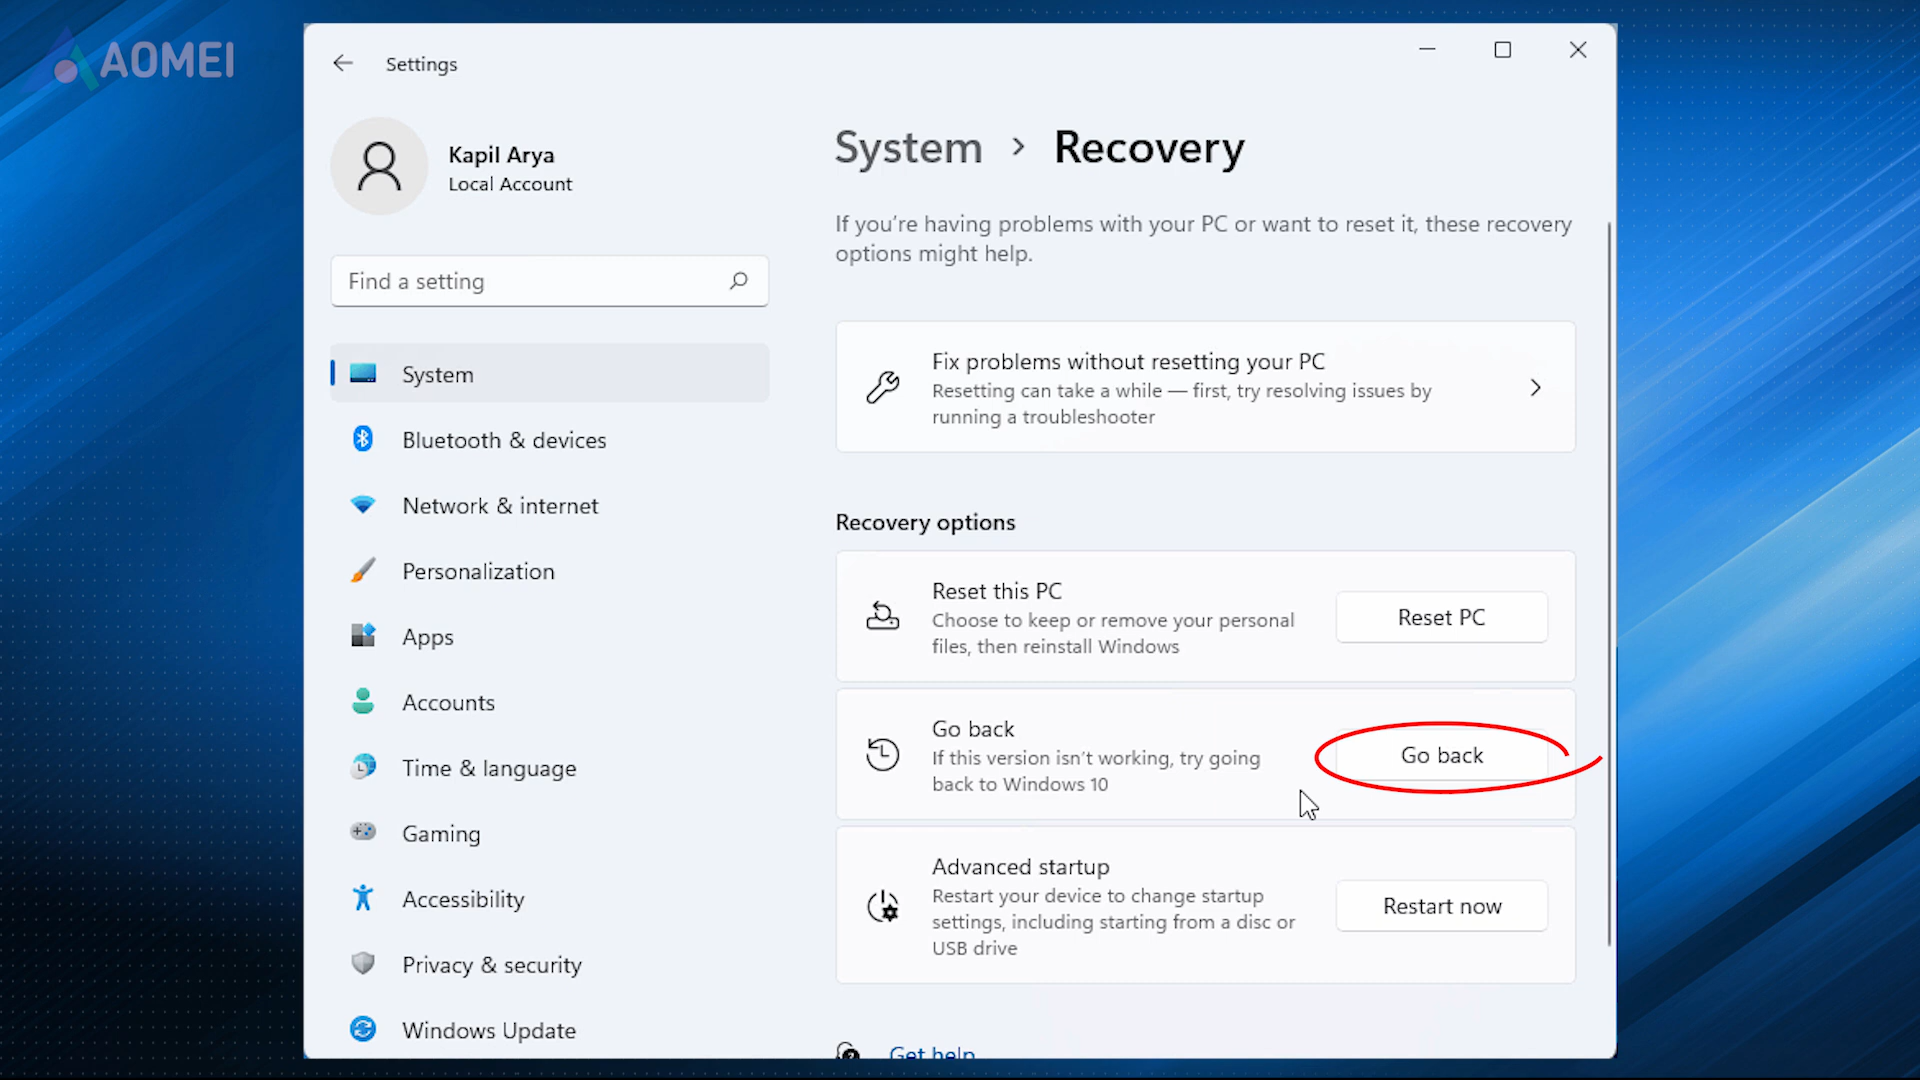 AOMEI
Settings
Kapil Arya
Local Account
Find a setting
System
Bluetooth & devices
Network & internet
Personalization
Apps
Accounts
Time & language
Gaming
Accessibility
Privacy & security
Windows Update
System > Recovery
If you're having problems with your PC or want to reset it, these recovery
options might help.
Fix problems without resetting your PC
Resetting can take a while — first, try resolving issues by
running a troubleshooter
Recovery options
Reset this PC
Choose to keep or remove your personal
files, then reinstall Windows
Reset PC
Go back
If this version isn't working, try going
back to Windows 10
Go back
Advanced startup
Restart your device to change startup
settings, including starting from a disc or
USB drive
Restart now
Get help